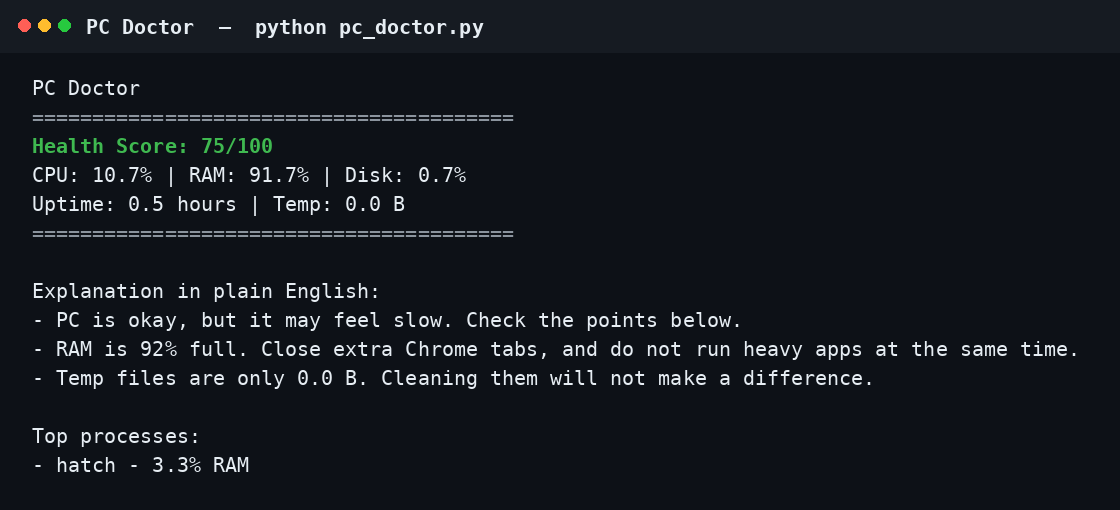 PC Doctor — python pc_doctor.py
PC Doctor
========================================
Health Score: 75/100
CPU: 10.7% | RAM: 91.7% | Disk: 0.7%
Uptime: 0.5 hours | Temp: 0.0 B
========================================
Explanation in plain English:
- PC is okay, but it may feel slow. Check the points below.
- RAM is 92% full. Close extra Chrome tabs, and do not run heavy apps at the same time.
- Temp files are only 0.0 B. Cleaning them will not make a difference.
Top processes:
- hatch - 3.3% RAM